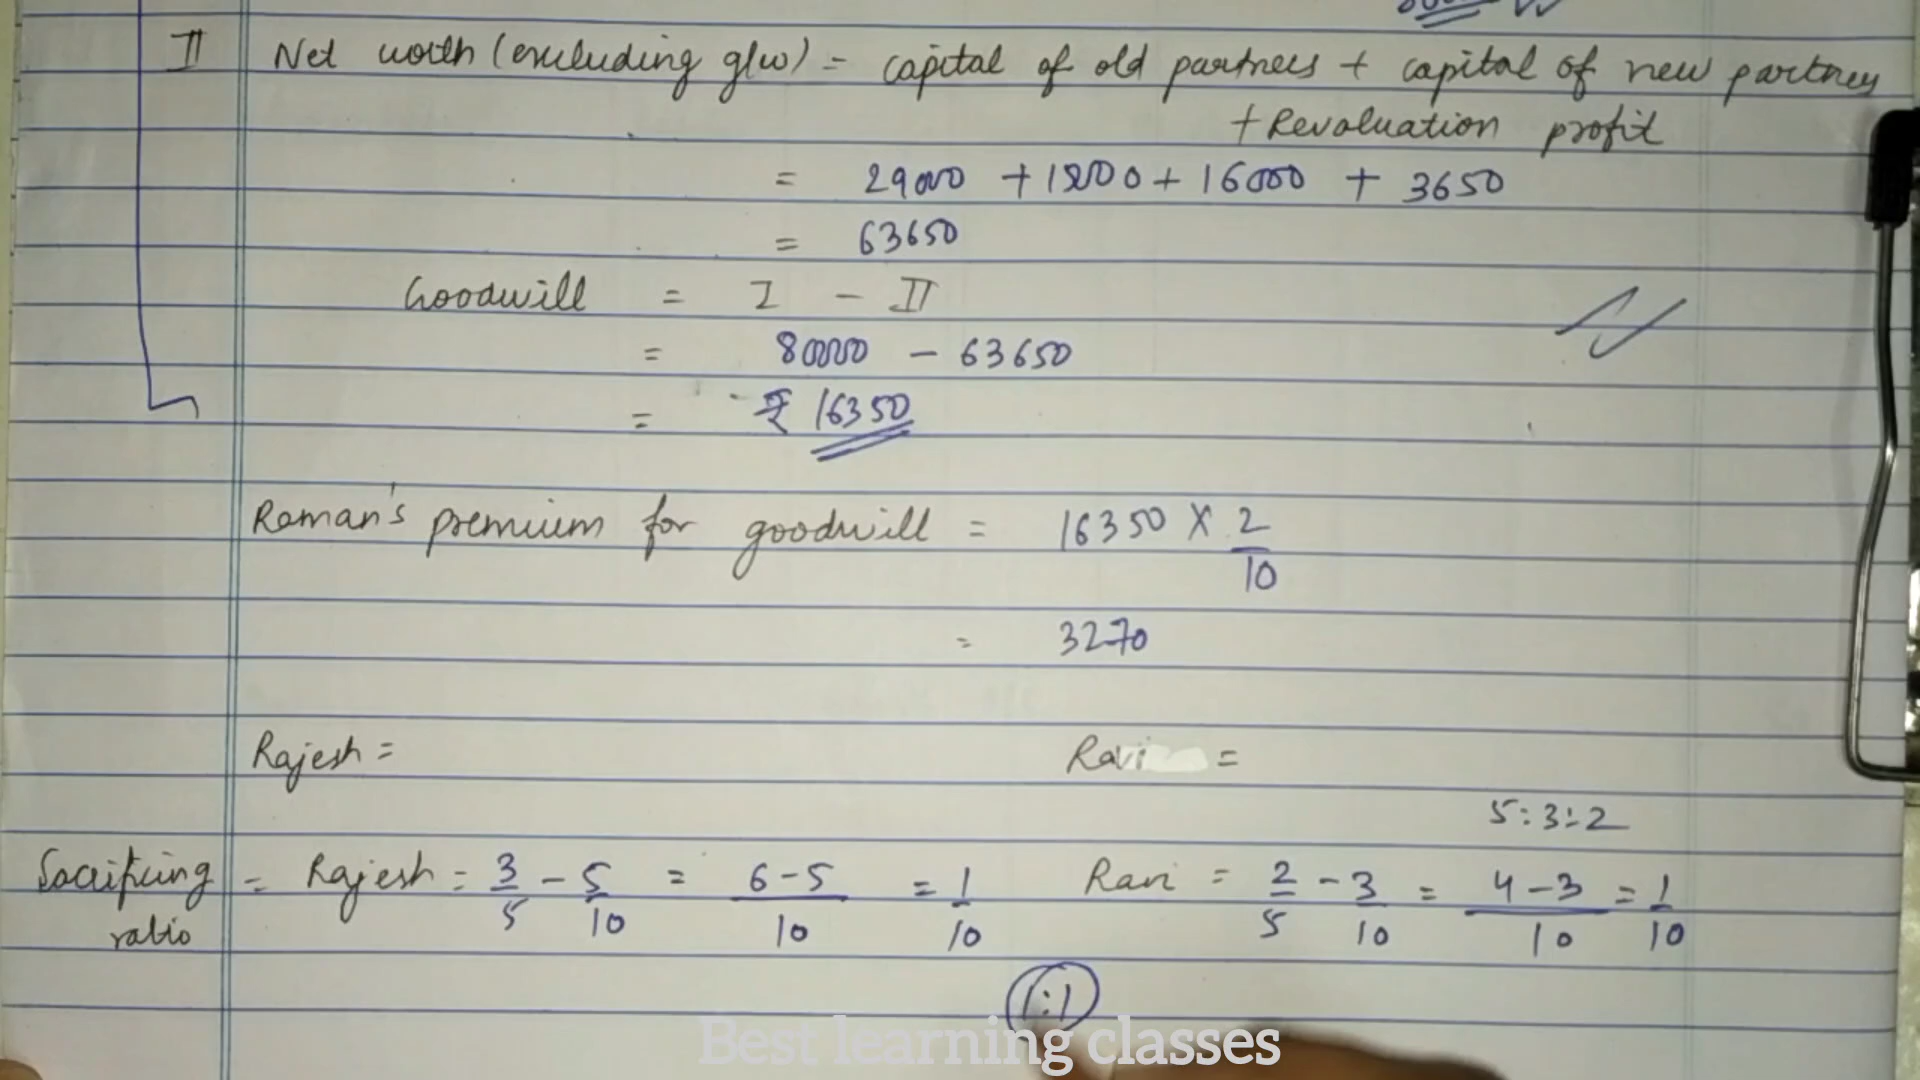 II Net worth (excluding g/w) = capital of old partners + capital of new partners
+ Revaluation profit
= 29000 + 15000 + 16000 + 3650
= 63650
Goodwill = I - II
= 80000 - 63650
= ₹ 16350
Raman's premium for goodwill = 16350 X 2/10
= 3270
Rajesh = Ravi =
5:3:2
Sacrificing ratio = Rajesh = 3/5 - 5/10 = 6-5/10 = 1/10 Ravi = 2/5 - 3/10 = 4-3/10 = 1/10
1:1
Best learning classes